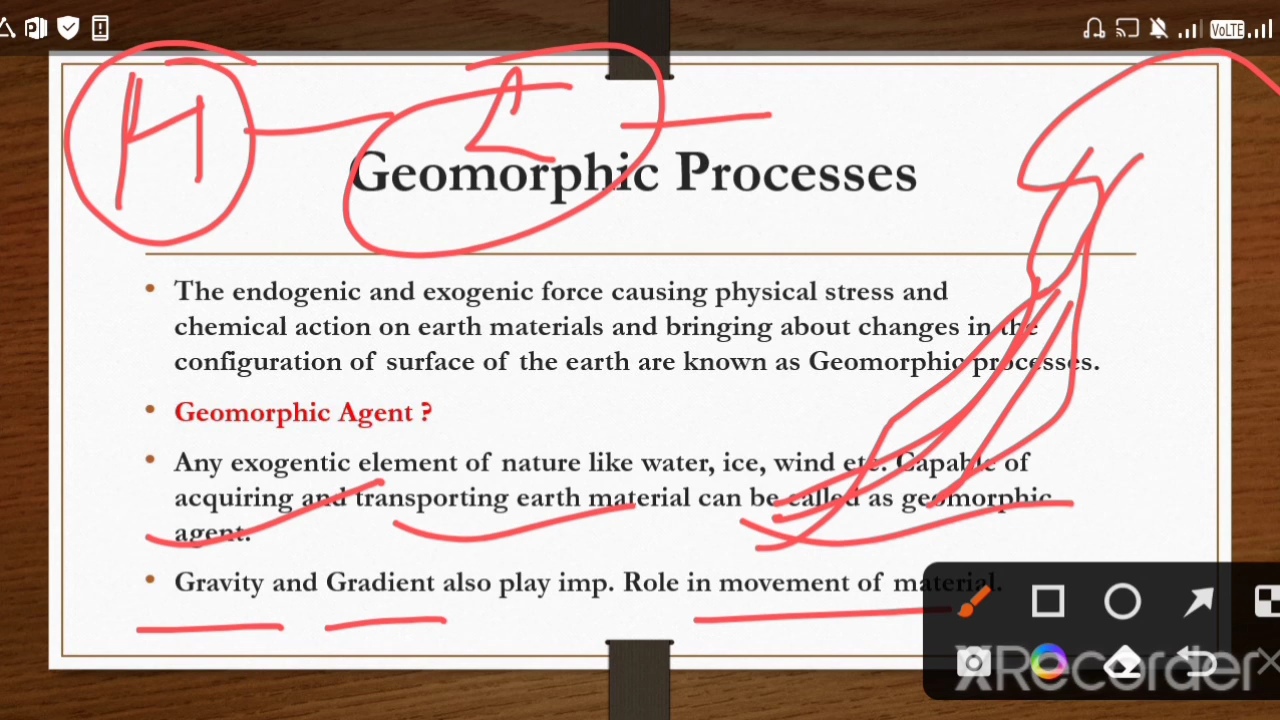 VoLTE
Geomorphic Processes
• The endogenic and exogenic force causing physical stress and
chemical action on earth materials and bringing about changes in the
configuration of surface of the earth are known as Geomorphic processes.
• Geomorphic Agent ?
• Any exogentic element of nature like water, ice, wind etc. Capable of
acquiring and transporting earth material can be called as geomorphic
agent.
• Gravity and Gradient also play imp. Role in movement of material.
XRecorder